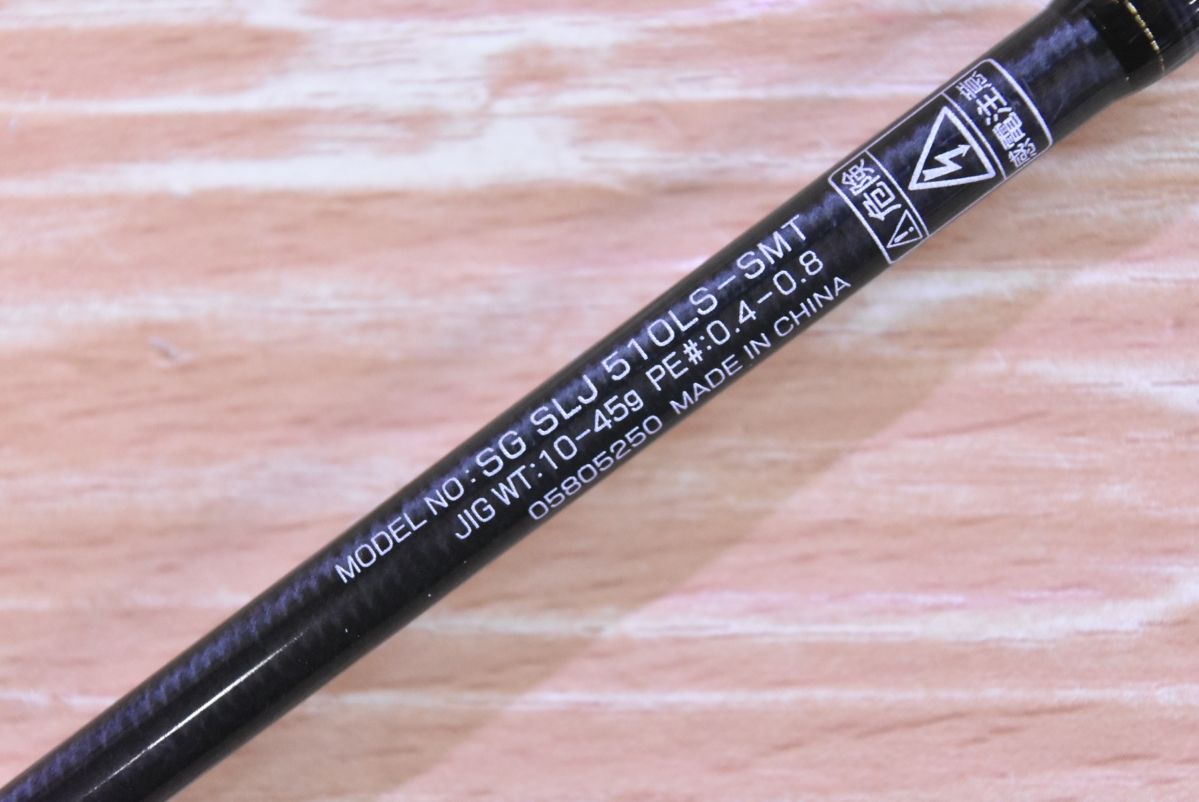 MODEL NO:SG SLJ 510LS-SMT
JIG WT:10-45g PE#:0.4-0.8
05805250 MADE IN CHINA
危険
感電注意